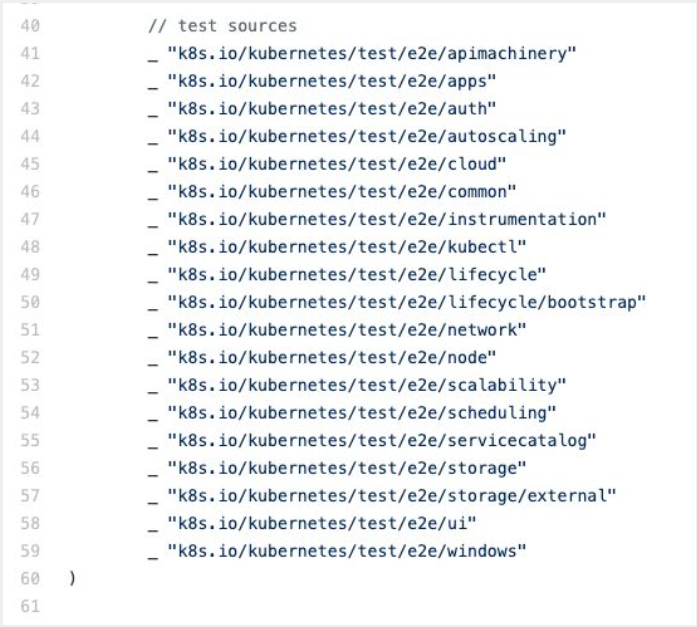 40 // test sources
41 _ "k8s.io/kubernetes/test/e2e/apimachinery"
42 _ "k8s.io/kubernetes/test/e2e/apps"
43 _ "k8s.io/kubernetes/test/e2e/auth"
44 _ "k8s.io/kubernetes/test/e2e/autoscaling"
45 _ "k8s.io/kubernetes/test/e2e/cloud"
46 _ "k8s.io/kubernetes/test/e2e/common"
47 _ "k8s.io/kubernetes/test/e2e/instrumentation"
48 _ "k8s.io/kubernetes/test/e2e/kubectl"
49 _ "k8s.io/kubernetes/test/e2e/lifecycle"
50 _ "k8s.io/kubernetes/test/e2e/lifecycle/bootstrap"
51 _ "k8s.io/kubernetes/test/e2e/network"
52 _ "k8s.io/kubernetes/test/e2e/node"
53 _ "k8s.io/kubernetes/test/e2e/scalability"
54 _ "k8s.io/kubernetes/test/e2e/scheduling"
55 _ "k8s.io/kubernetes/test/e2e/servicecatalog"
56 _ "k8s.io/kubernetes/test/e2e/storage"
57 _ "k8s.io/kubernetes/test/e2e/storage/external"
58 _ "k8s.io/kubernetes/test/e2e/ui"
59 _ "k8s.io/kubernetes/test/e2e/windows"
60 )
61